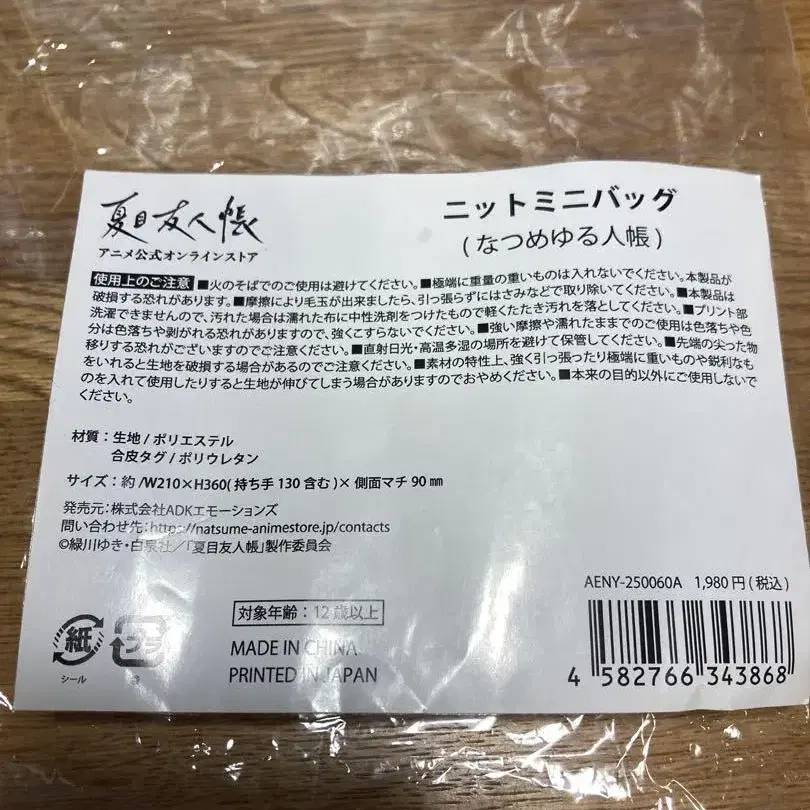 夏目友人帳
アニメ公式オンラインストア
ニットミニバッグ
(なつめゆる人帳)
使用上のご注意 ■火のそばでのご使用は避けてください。■極端に重量の重いものは入れないでください。本製品が
破損する恐れがあります。■摩擦により毛玉が出来ましたら、引っ張らずにはさみなどで取り除いてください。■本製品は
洗濯できませんので、汚れた場合は濡れた布に中性洗剤をつけたもので軽くたたき汚れを落としてください。■プリント部
分は色落ちや剥がれる恐れがありますので、強くこすらないでください。■強い摩擦や濡れたままでのご使用は色落ちや色
移りする恐れがございますのでご注意ください。■直射日光・高温多湿の場所を避けて保管してください。■先端の尖った物
をいれると生地を破損する場合があるのでご注意ください。■素材の特性上、強く引っ張ったり極端に重いものや鋭利なも
のを入れて使用したりすると生地が伸びてしまう場合がありますのでおやめください。■本来の目的以外にご使用しないで
ください。
材質：生地/ポリエステル
合皮タグ/ポリウレタン
サイズ：約/W210×H360(持ち手130含む)×側面マチ90㎜
発売元：株式会社ADKエモーションズ
問い合わせ先:https://natsume-animestore.jp/contacts
©緑川ゆき・白泉社／「夏目友人帳」製作委員会
AENY-250060A 1,980円(税込)
対象年齢：12歳以上
MADE IN CHINA
PRINTED IN JAPAN
紙
シール
プラ
4 582766 343868